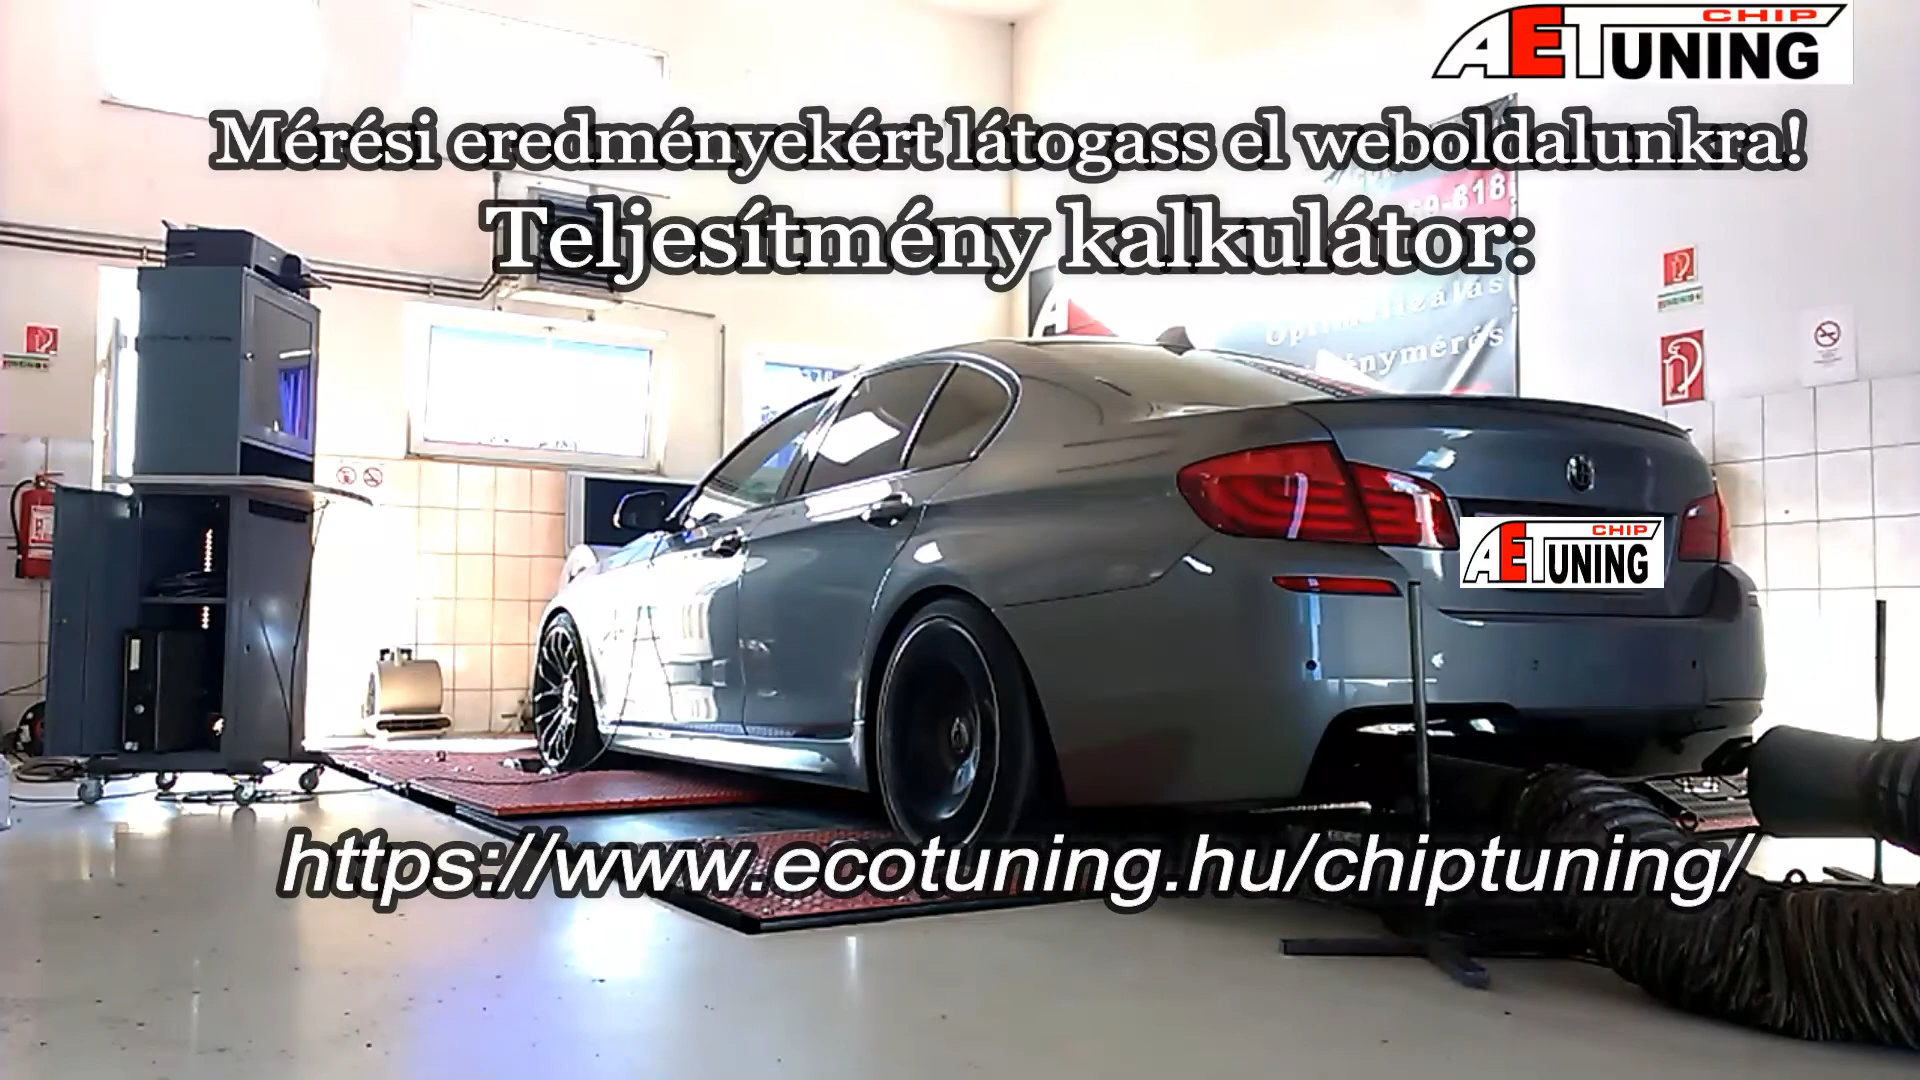 CHIP
AETUNING
Mérési eredményekért látogass el weboldalunkra!
Teljesítmény kalkulátor:
CHIP
AETUNING
https://www.ecotuning.hu/chiptuning/